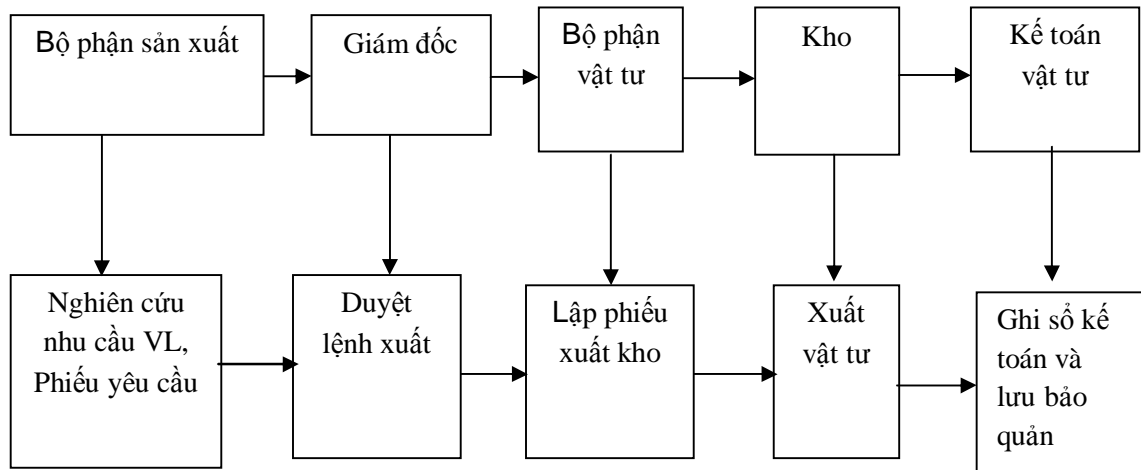 Bộ phận sản xuất
Giám đốc
Bộ phận
vật tư
Kho
Kế toán
vật tư
Nghiên cứu
nhu cầu VL,
Phiếu yêu cầu
Duyệt
lệnh xuất
Lập phiếu
xuất kho
Xuất
vật tư
Ghi sổ kế
toán và
lưu bảo
quản